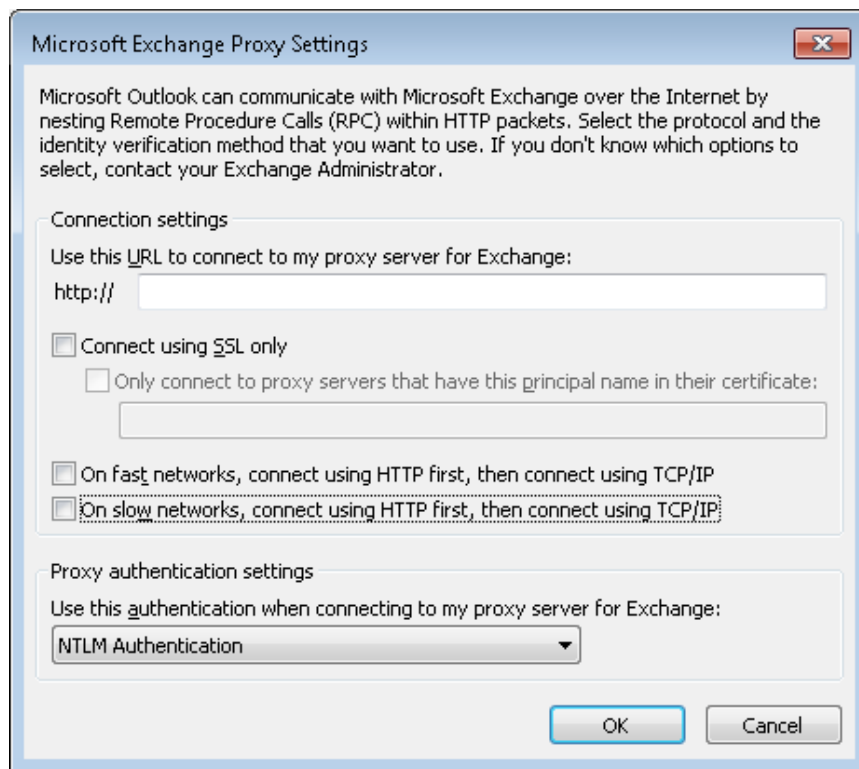 Microsoft Exchange Proxy Settings
Microsoft Outlook can communicate with Microsoft Exchange over the Internet by
nesting Remote Procedure Calls (RPC) within HTTP packets. Select the protocol and the
identity verification method that you want to use. If you don't know which options to
select, contact your Exchange Administrator.
Connection settings
Use this URL to connect to my proxy server for Exchange:
http://
Connect using SSL only
Only connect to proxy servers that have this principal name in their certificate:
On fast networks, connect using HTTP first, then connect using TCP/IP
On slow networks, connect using HTTP first, then connect using TCP/IP
Proxy authentication settings
Use this authentication when connecting to my proxy server for Exchange:
NTLM Authentication
OK Cancel